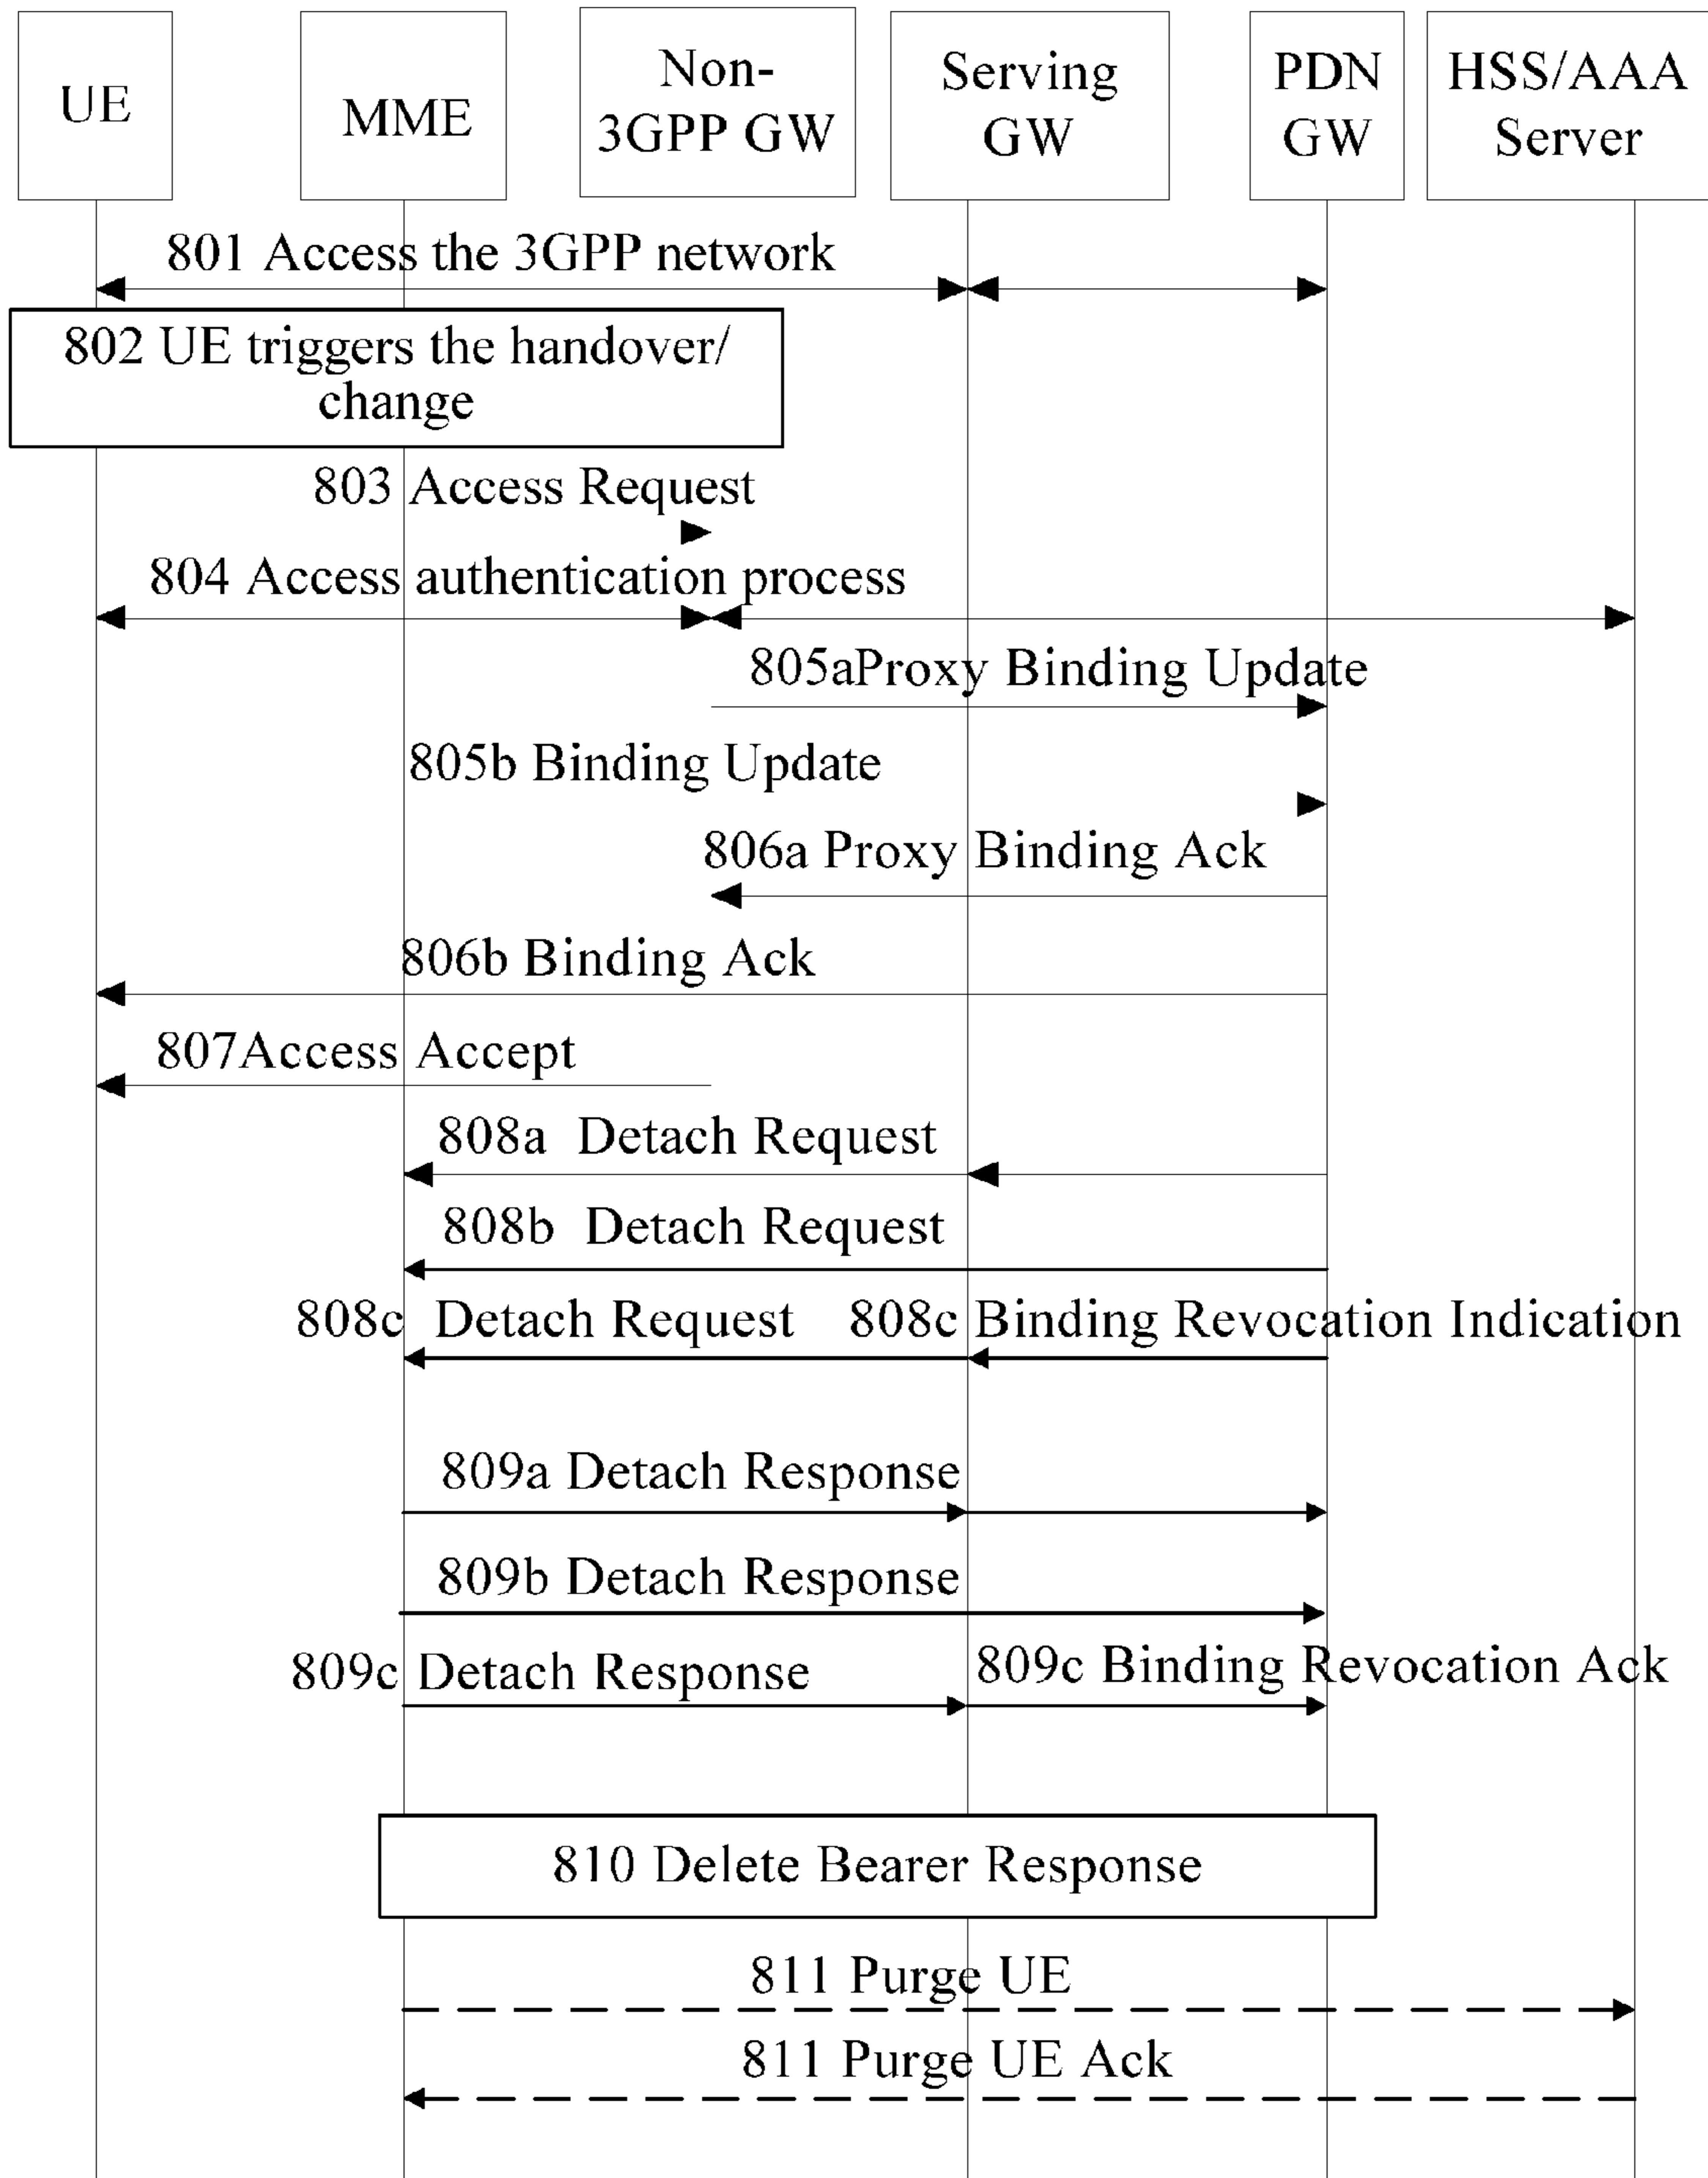 UE
MME
Non-
3GPP GW
Serving
GW
PDN
GW
HSS/AAA
Server
801 Access the 3GPP network
802 UE triggers the handover/
change
803 Access Request
804 Access authentication process
805aProxy Binding Update
805b Binding Update
806a Proxy Binding Ack
806b Binding Ack
807Access Accept
808a Detach Request
808b Detach Request
808c Detach Request
808c Binding Revocation Indication
809a Detach Response
809b Detach Response
809c Detach Response
809c Binding Revocation Ack
810 Delete Bearer Response
811 Purge UE
811 Purge UE Ack